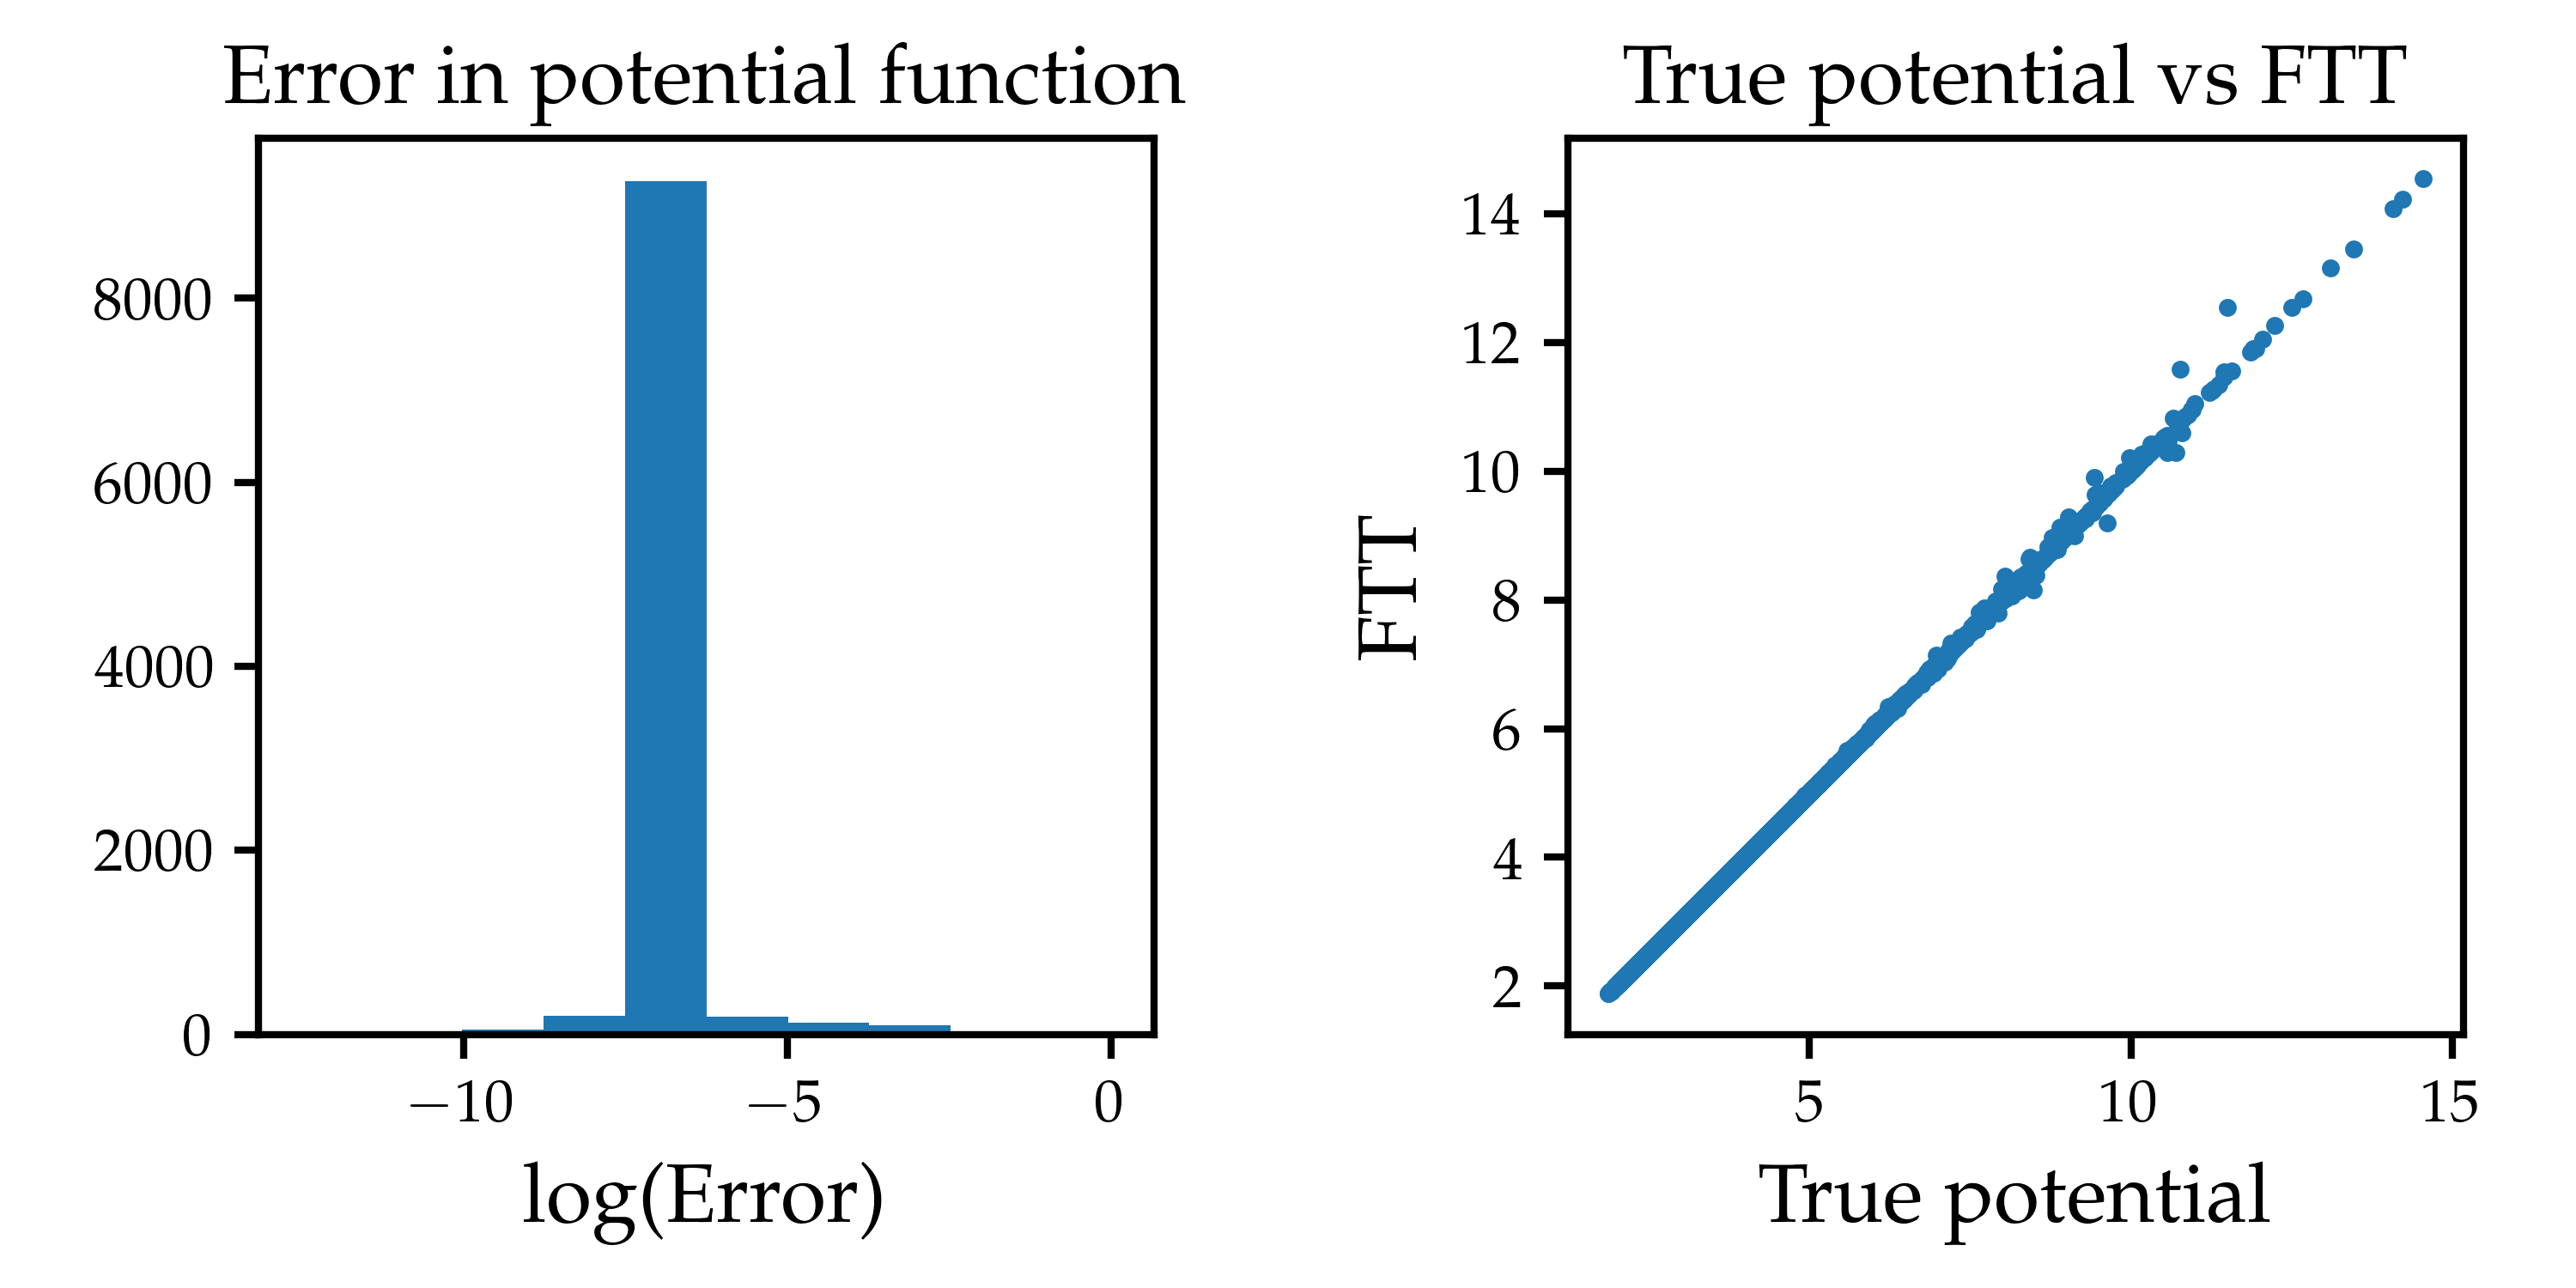 Error in potential function
8000
6000
4000
2000
0
−10 −5 0
log(Error)
True potential vs FTT
FTT
14
12
10
8
6
4
2
5 10 15
True potential